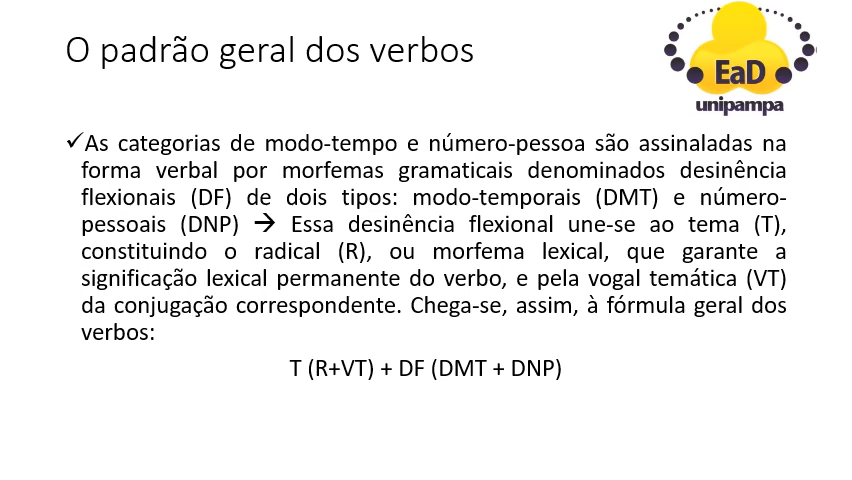 O padrão geral dos verbos
EaD
unipampa
✓As categorias de modo-tempo e número-pessoa são assinaladas na
forma verbal por morfemas gramaticais denominados desinência
flexionais (DF) de dois tipos: modo-temporais (DMT) e número-
pessoais (DNP) → Essa desinência flexional une-se ao tema (T),
constituindo o radical (R), ou morfema lexical, que garante a
significação lexical permanente do verbo, e pela vogal temática (VT)
da conjugação correspondente. Chega-se, assim, à fórmula geral dos
verbos:
T (R+VT) + DF (DMT + DNP)